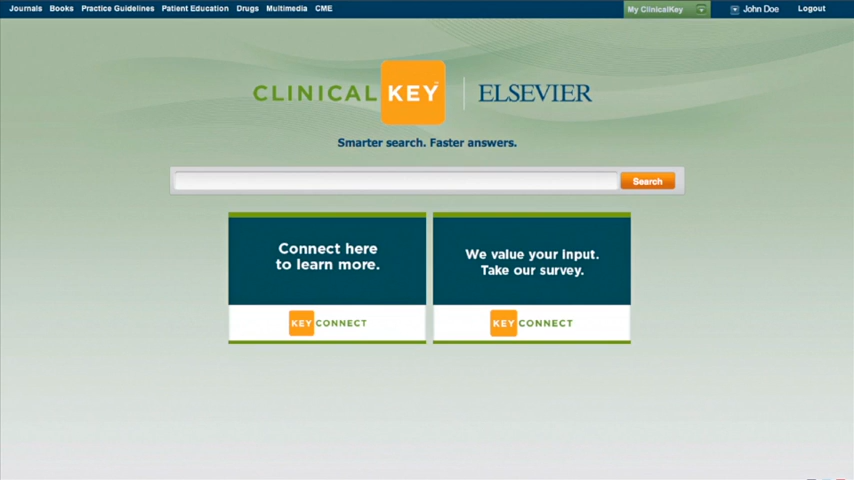 Journals Books Practice Guidelines Patient Education Drugs Multimedia CME My ClinicalKey John Doe Logout
CLINICAL KEY™ ELSEVIER
Smarter search. Faster answers.
Search
Connect here
to learn more.
KEY CONNECT
We value your input.
Take our survey.
KEY CONNECT